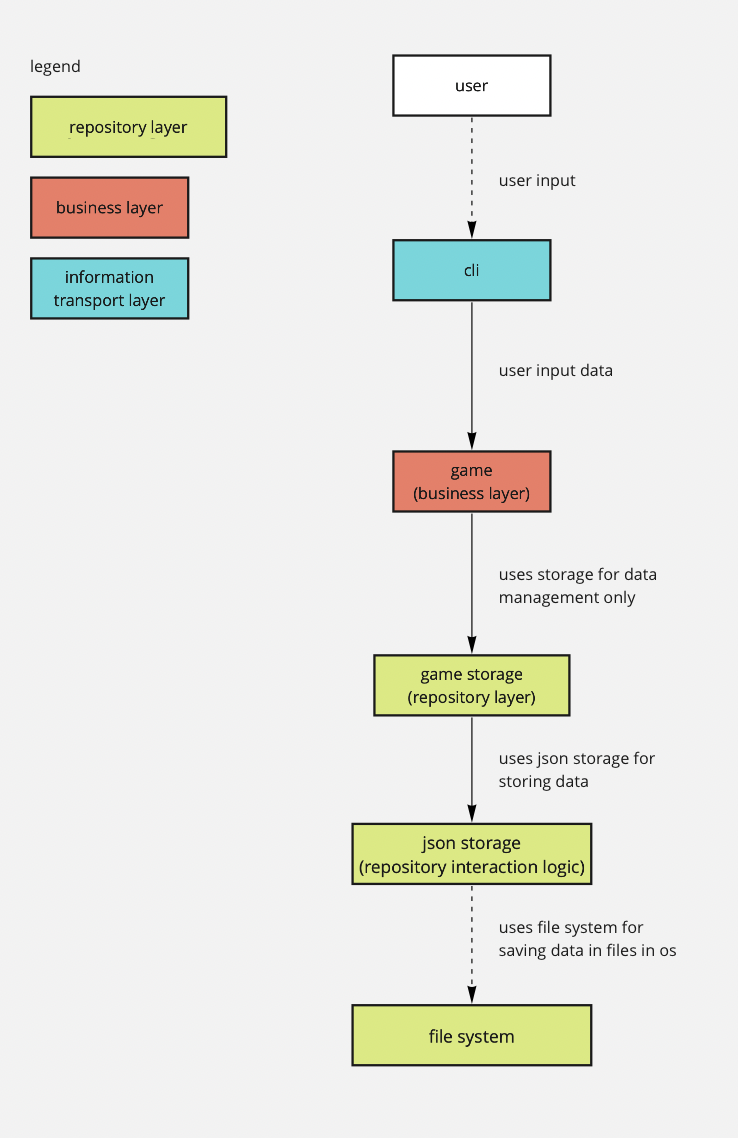 legend
repository layer
business layer
information
transport layer
user
user input
cli
user input data
game
(business layer)
uses storage for data
management only
game storage
(repository layer)
uses json storage for
storing data
json storage
(repository interaction logic)
uses file system for
saving data in files in os
file system